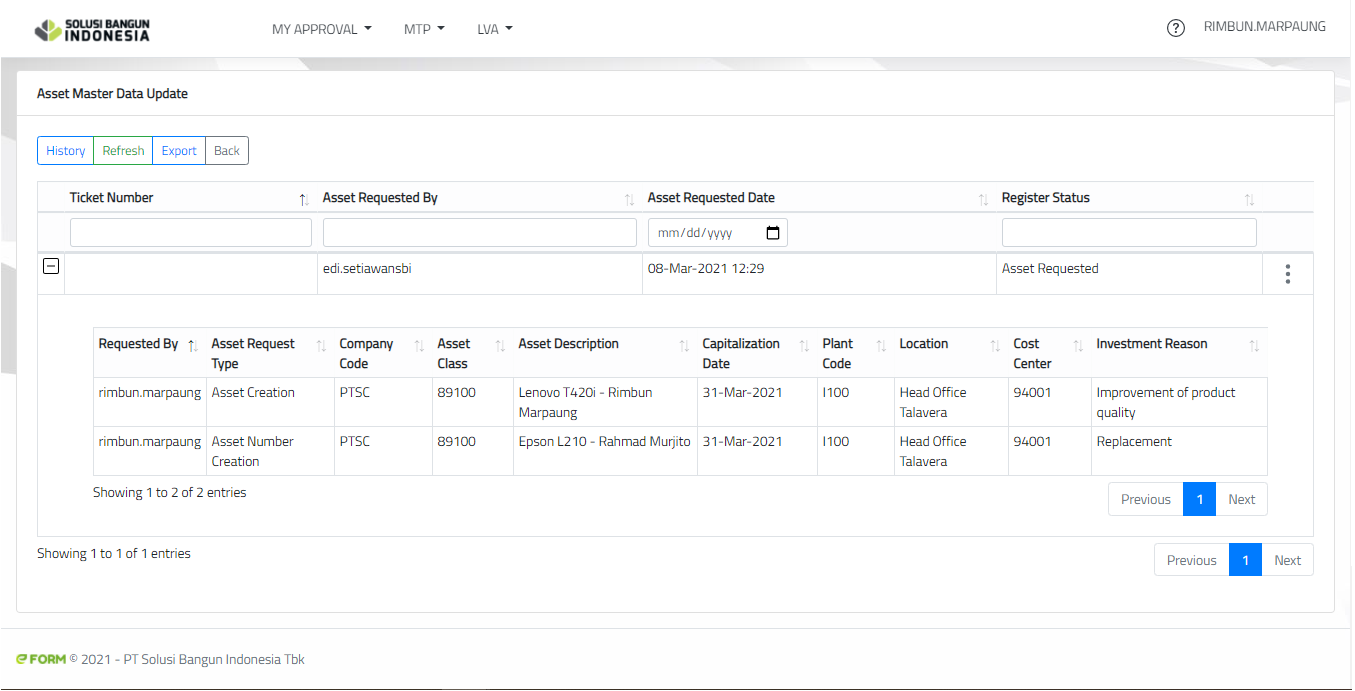 SOLUSI BANGUN
INDONESIA
MY APPROVAL MTP LVA RIMBUN.MARPAUNG
Asset Master Data Update
History Refresh Export Back
Ticket Number Asset Requested By Asset Requested Date Register Status
mm/dd/yyyy
edi.setiawansbi 08-Mar-2021 12:29 Asset Requested
Requested By Asset Request Company Asset Asset Description Capitalization Plant Location Cost Investment Reason
Type Code Class Date Code Center
rimbun.marpaung Asset Creation PTSC 89100 Lenovo T420i - Rimbun 31-Mar-2021 I100 Head Office 94001 Improvement of product
Marpaung Talavera quality
rimbun.marpaung Asset Number PTSC 89100 Epson L210 - Rahmad Murjito 31-Mar-2021 I100 Head Office 94001 Replacement
Creation Talavera
Showing 1 to 2 of 2 entries
Previous 1 Next
Showing 1 to 1 of 1 entries
Previous 1 Next
e FORM © 2021 - PT Solusi Bangun Indonesia Tbk